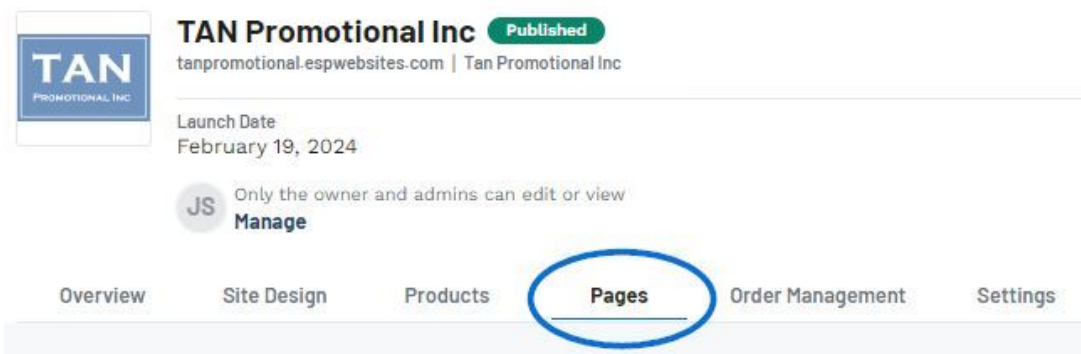 TAN
PROMOTIONAL INC
TAN Promotional Inc Published
tanpromotional.espwebsites.com | Tan Promotional Inc
Launch Date
February 19, 2024
JS
Only the owner and admins can edit or view
Manage
Overview Site Design Products Pages Order Management Settings